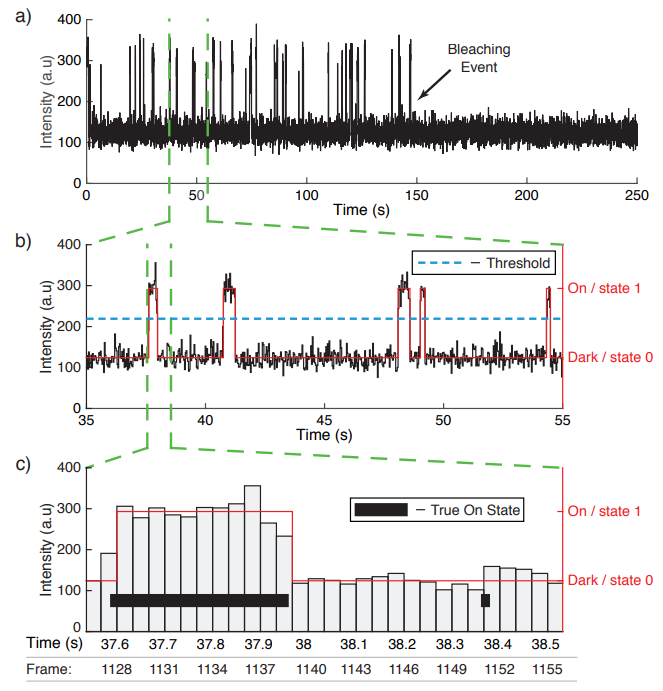 a)
400
300
200
100
0
Intensity (a.u)
Bleaching
Event
0 50 100 150 200 250
Time (s)
b)
400
300
200
100
0
Intensity (a.u)
– Threshold
On / state 1
Dark / state 0
35 40 45 50 55
Time (s)
c)
400
300
200
100
0
Intensity (a.u)
– True On State
On / state 1
Dark / state 0
Time (s) 37.6 37.7 37.8 37.9 38 38.1 38.2 38.3 38.4 38.5
Frame: 1128 1131 1134 1137 1140 1143 1146 1149 1152 1155